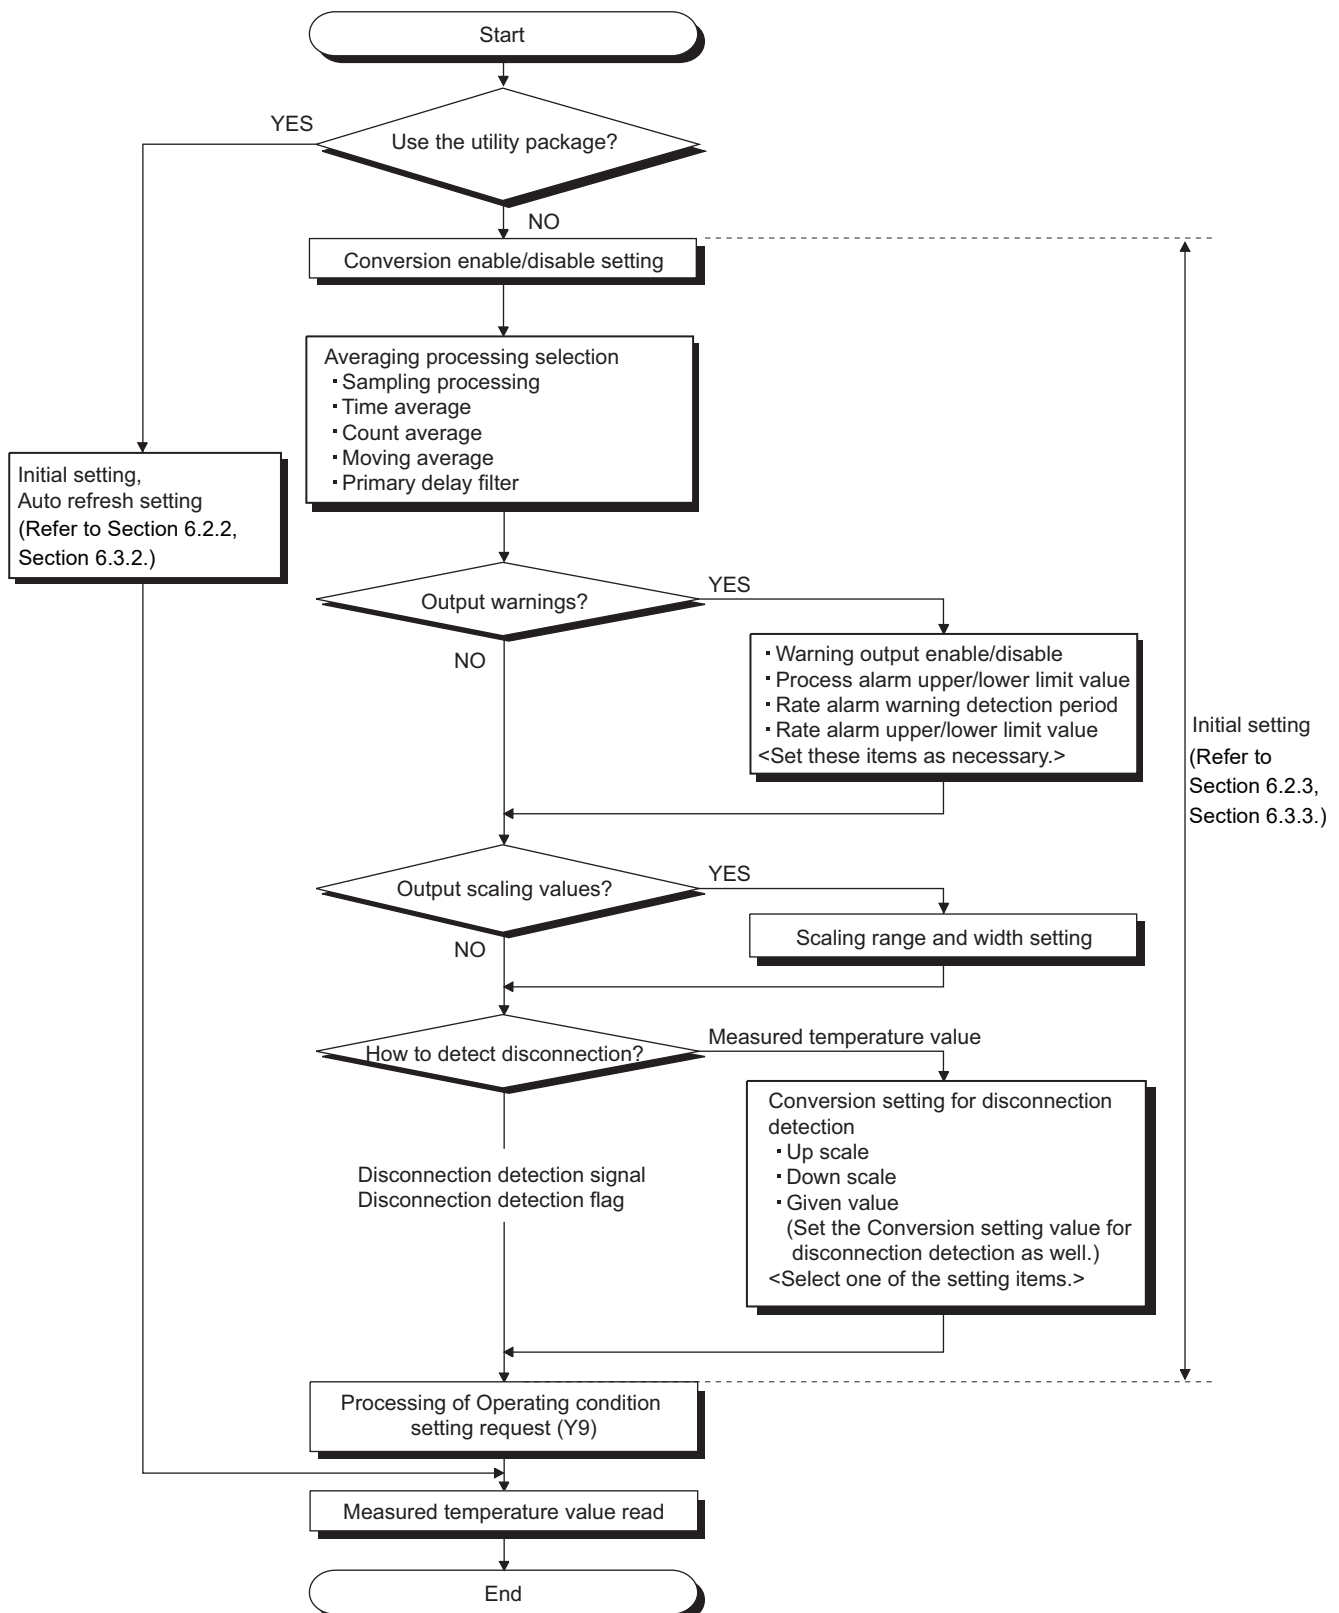 Start
YES
Use the utility package?
NO
Conversion enable/disable setting
Averaging processing selection
・Sampling processing
・Time average
・Count average
・Moving average
・Primary delay filter
Initial setting,
Auto refresh setting
(Refer to Section 6.2.2,
Section 6.3.2.)
Output warnings?
YES
NO
・Warning output enable/disable
・Process alarm upper/lower limit value
・Rate alarm warning detection period
・Rate alarm upper/lower limit value
<Set these items as necessary.>
Initial setting
(Refer to
Section 6.2.3,
Section 6.3.3.)
Output scaling values?
YES
NO
Scaling range and width setting
How to detect disconnection?
Measured temperature value
Conversion setting for disconnection
detection
・Up scale
・Down scale
・Given value
(Set the Conversion setting value for
disconnection detection as well.)
<Select one of the setting items.>
Disconnection detection signal
Disconnection detection flag
Processing of Operating condition
setting request (Y9)
Measured temperature value read
End